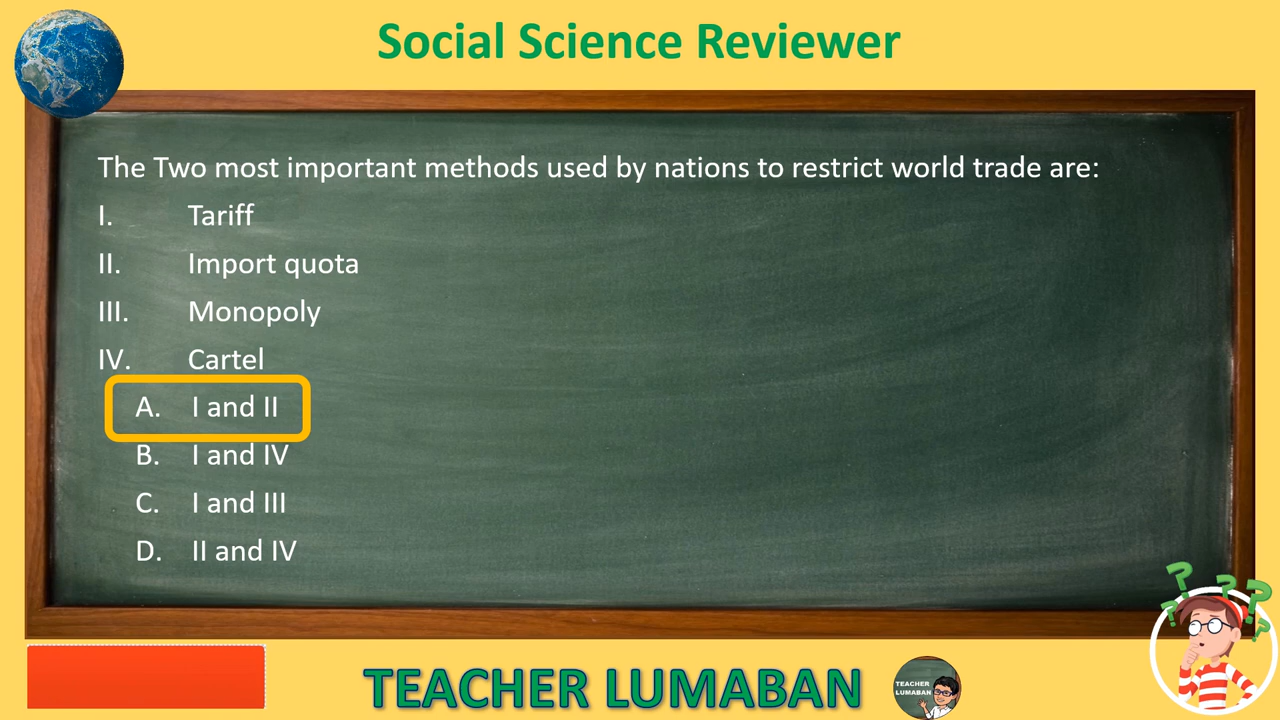 Social Science Reviewer
The Two most important methods used by nations to restrict world trade are:
I. Tariff
II. Import quota
III. Monopoly
IV. Cartel
A. I and II
B. I and IV
C. I and III
D. II and IV
TEACHER LUMABAN
TEACHER
LUMABAN